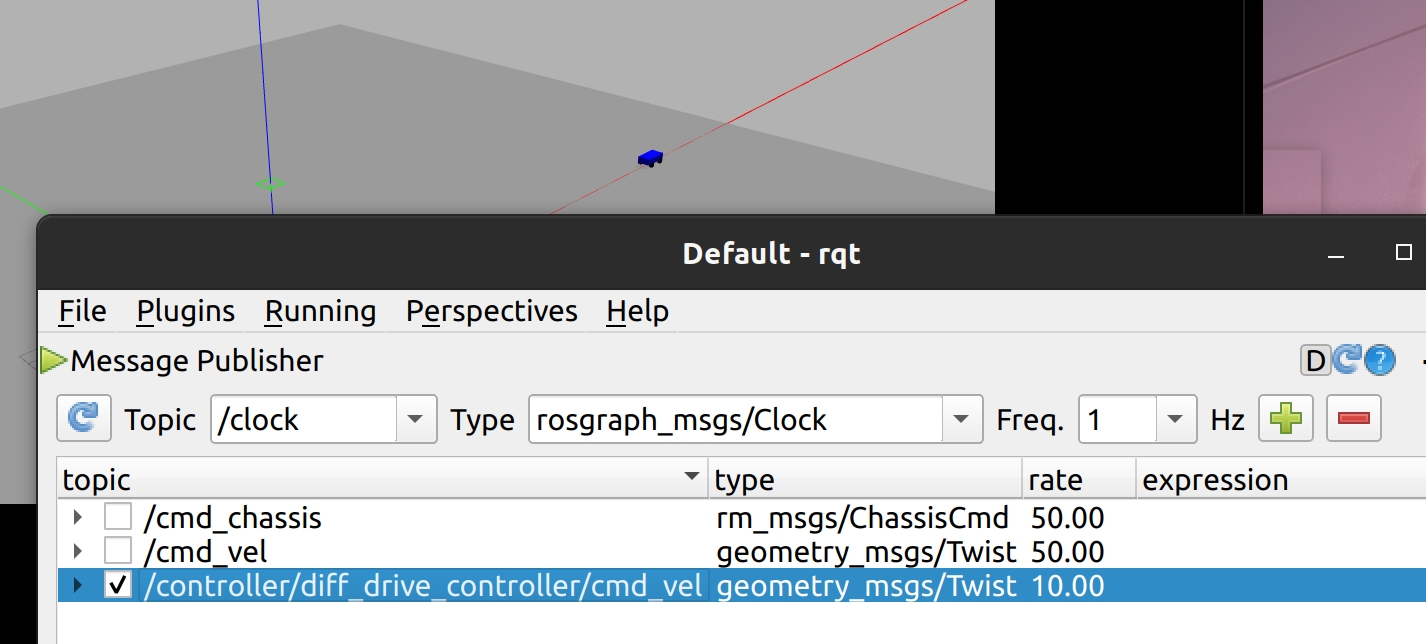 Default - rqt
File Plugins Running Perspectives Help
Message Publisher D
Topic /clock Type rosgraph_msgs/Clock Freq. 1 Hz
topic type rate expression
/cmd_chassis rm_msgs/ChassisCmd 50.00
/cmd_vel geometry_msgs/Twist 50.00
/controller/diff_drive_controller/cmd_vel geometry_msgs/Twist 10.00